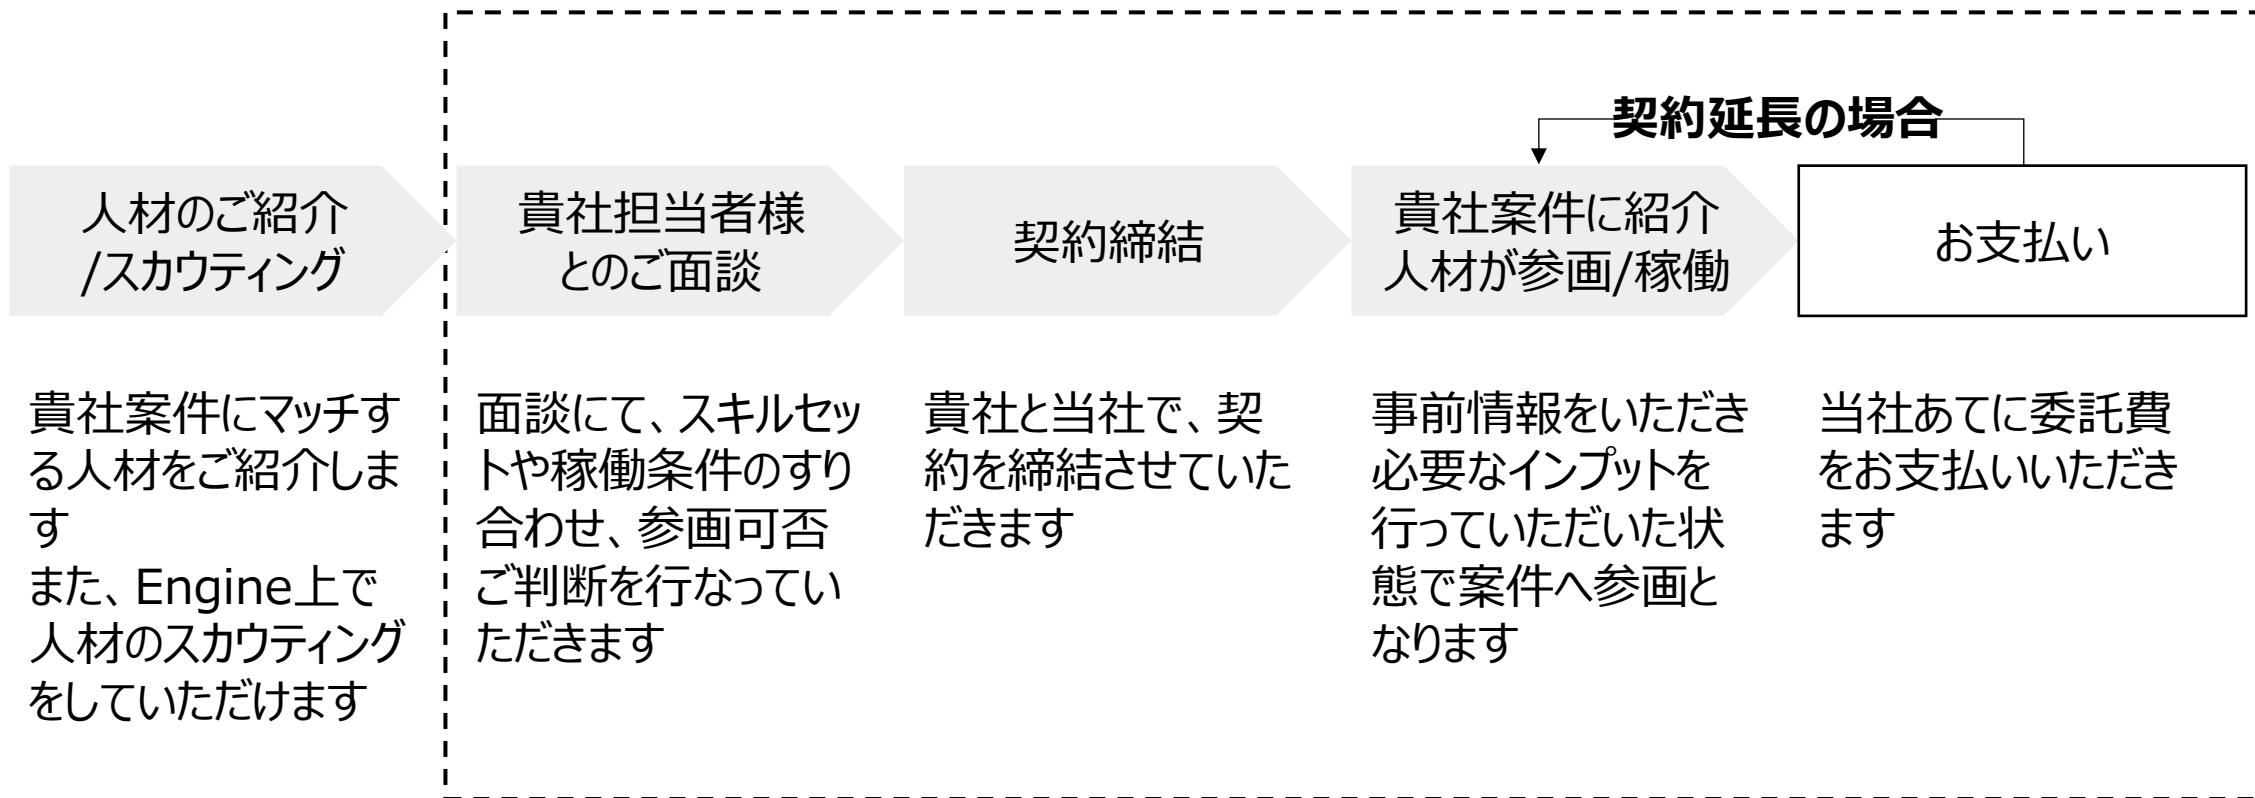 契約延長の場合
人材のご紹介
/スカウティング
貴社担当者様
とのご面談
契約締結
貴社案件に紹介
人材が参画/稼働
お支払い
貴社案件にマッチす
る人材をご紹介しま
す
また、Engine上で
人材のスカウティング
をしていただけます
面談にて、スキルセッ
トや稼働条件のすり
合わせ、参画可否
ご判断を行なってい
ただきます
貴社と当社で、契
約を締結させていた
だきます
事前情報をいただき
必要なインプットを
行っていただいた状
態で案件へ参画と
なります
当社あてに委託費
をお支払いいただき
ます